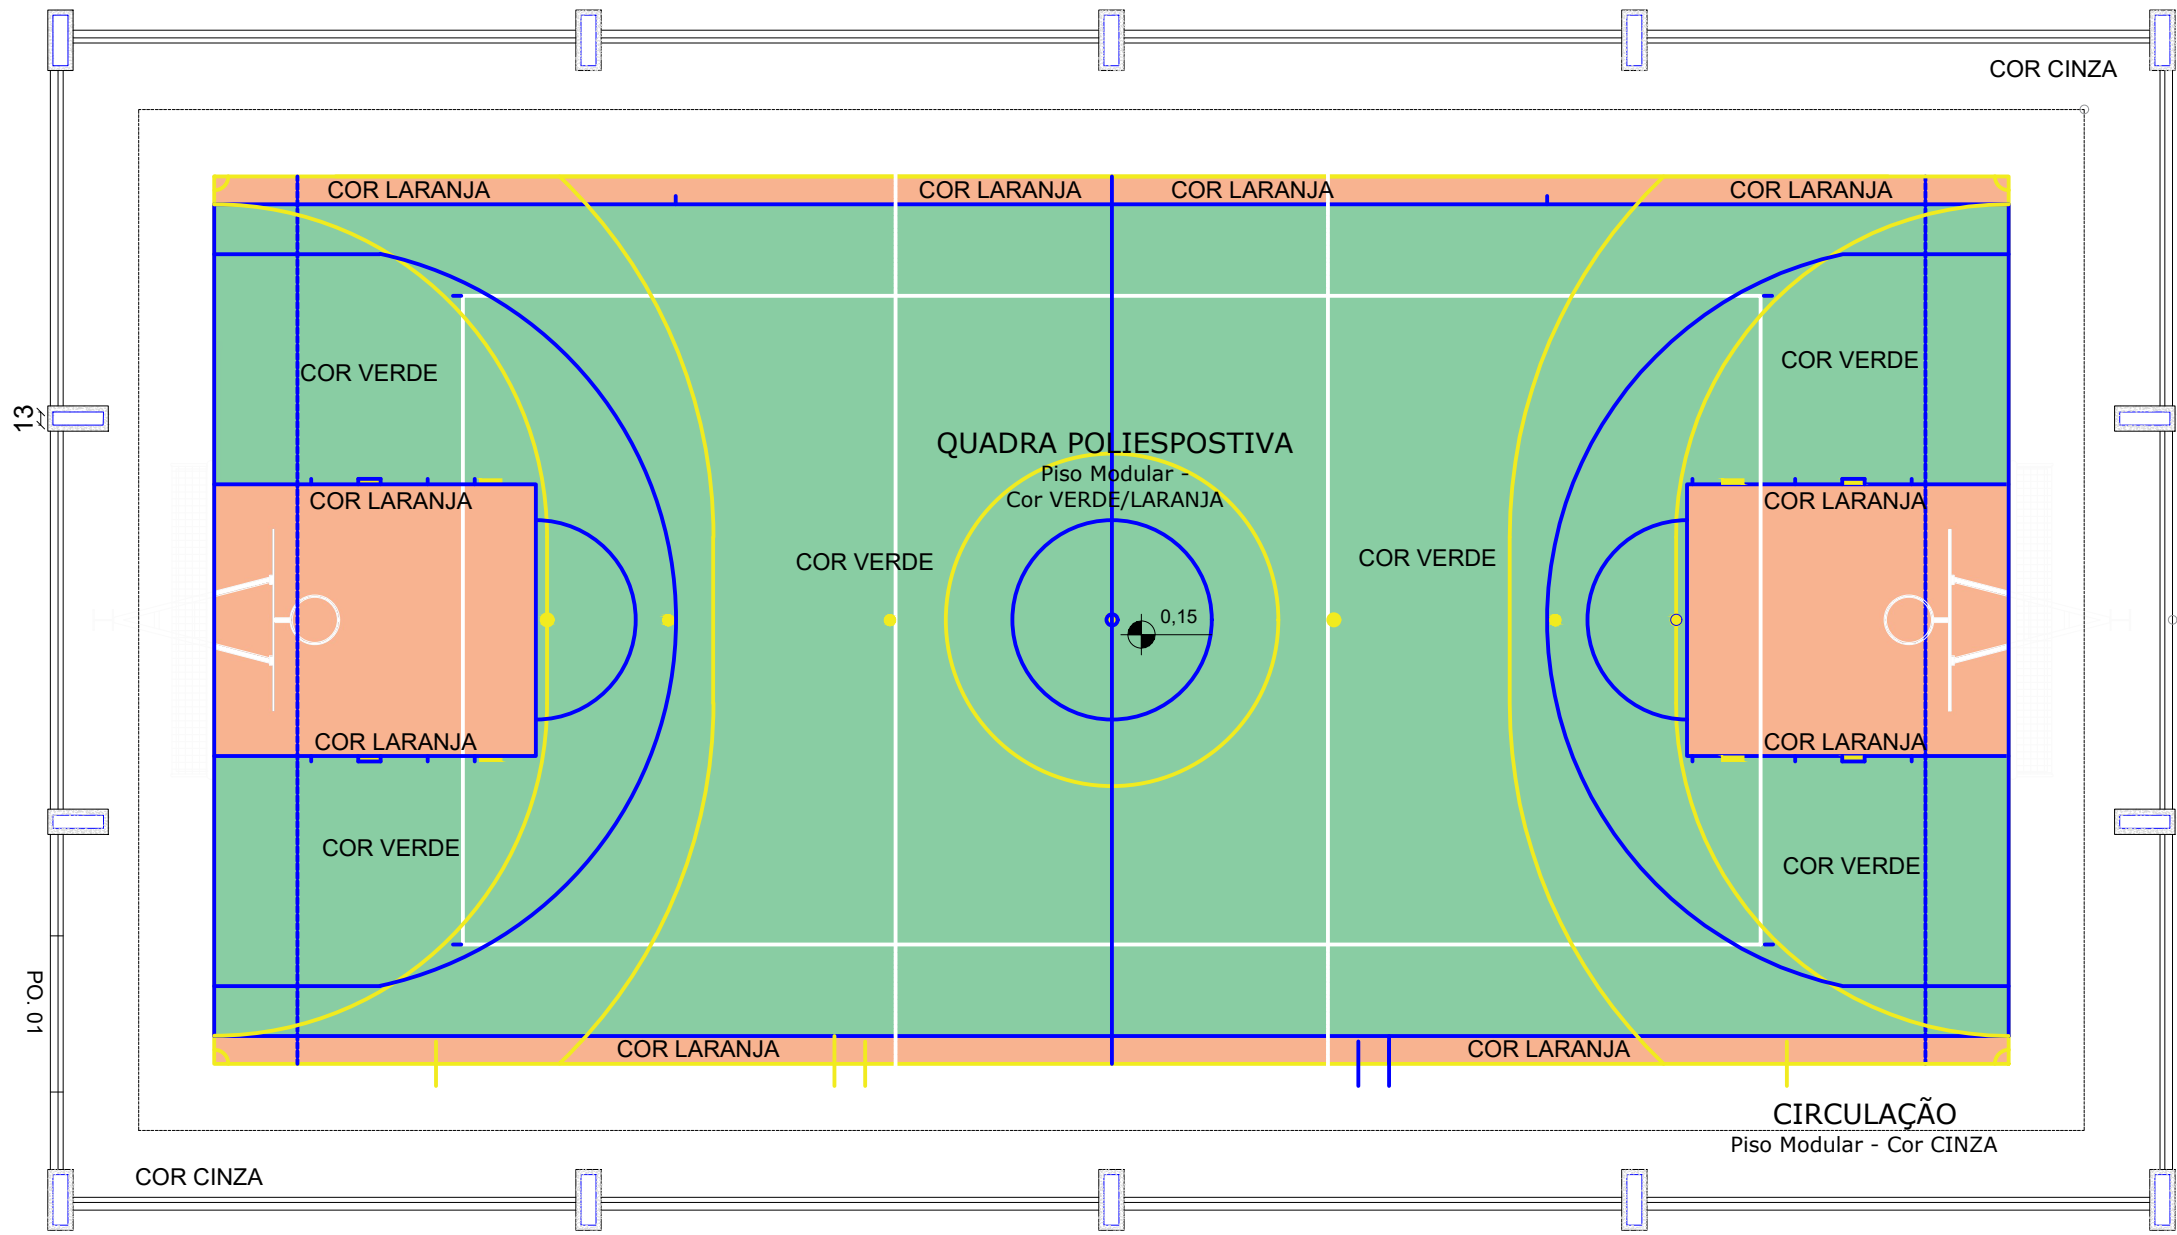 COR CINZA
COR LARANJA
COR LARANJA
COR LARANJA
COR LARANJA
COR VERDE
COR VERDE
13
QUADRA POLIESPOSTIVA
Piso Modular -
Cor VERDE/LARANJA
COR LARANJA
COR LARANJA
COR VERDE
COR VERDE
0,15
COR LARANJA
COR LARANJA
COR VERDE
COR VERDE
PO. 01
COR LARANJA
COR LARANJA
CIRCULAÇÃO
Piso Modular - Cor CINZA
COR CINZA